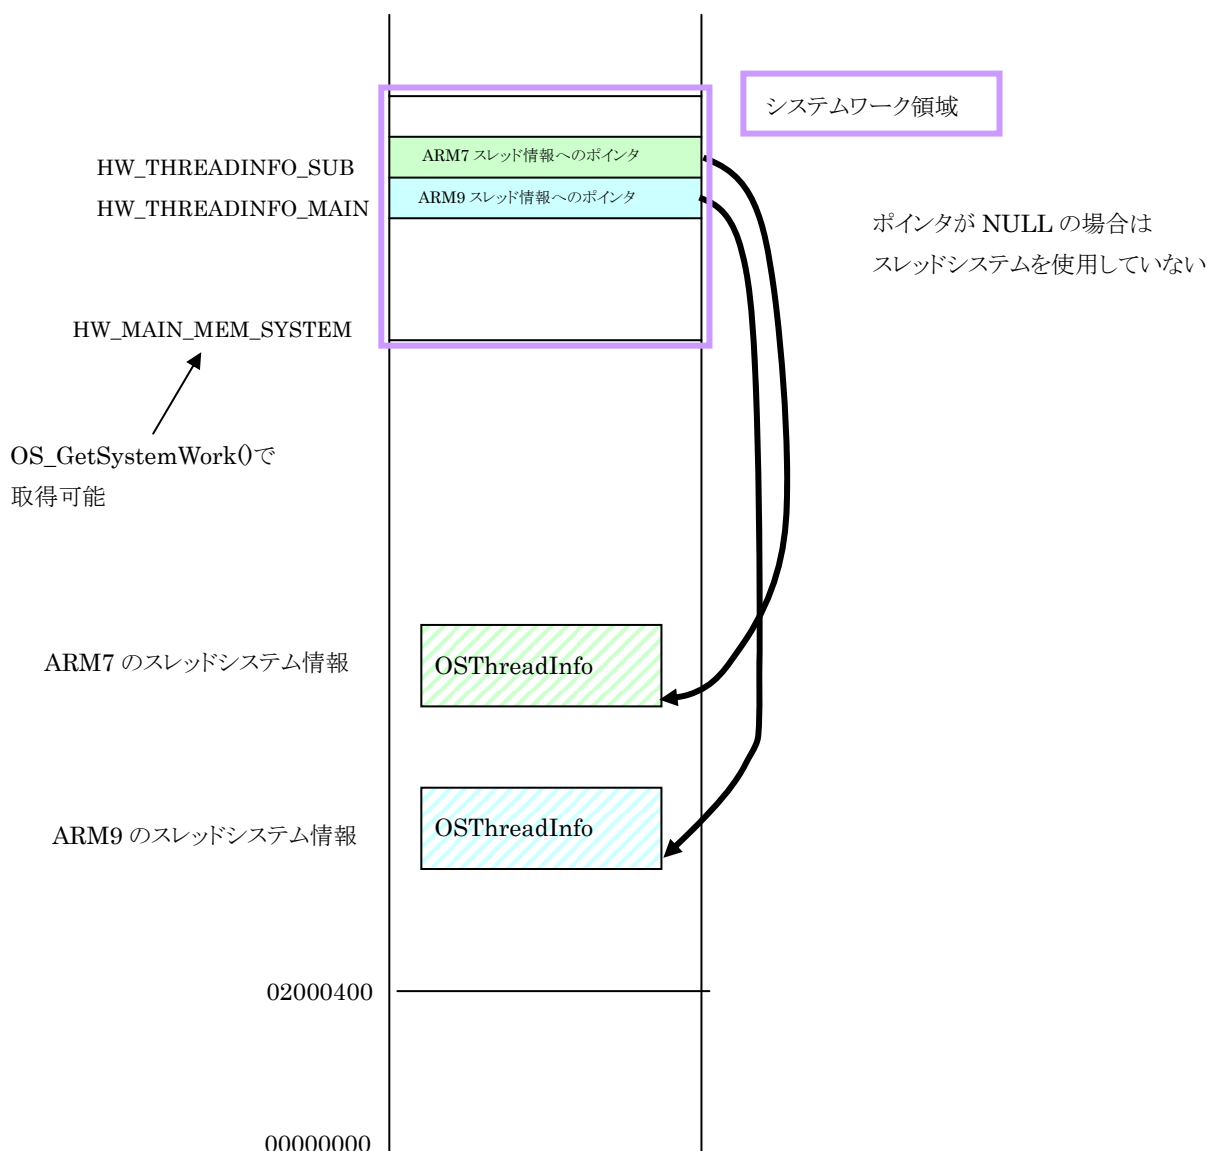 システムワーク領域
ARM7 スレッド情報へのポインタ
HW_THREADINFO_SUB
ARM9 スレッド情報へのポインタ
HW_THREADINFO_MAIN
ポインタが NULL の場合は
スレッドシステムを使用していない
HW_MAIN_MEM_SYSTEM
OS_GetSystemWork()で
取得可能
ARM7 のスレッドシステム情報
OSThreadInfo
ARM9 のスレッドシステム情報
OSThreadInfo
02000400
00000000